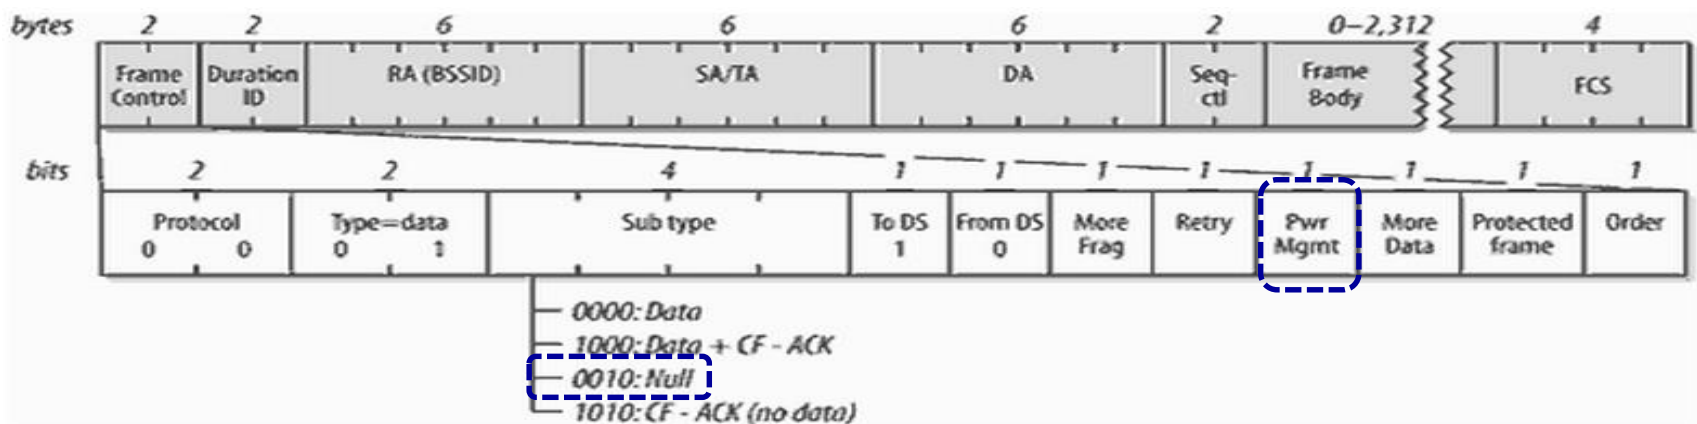 bytes 2 2 6 6 6 2 0–2,312 4
Frame Control Duration ID RA (BSSID) SA/TA DA Seq-ctl Frame Body FCS
bits 2 2 4 1 1 1 1 1 1 1 1
Protocol Type=data Sub type To DS From DS More Frag Retry Pwr Mgmt More Data Protected frame Order
0 0 0 1 1 0
0000: Data
1000: Data + CF - ACK
0010: Null
1010: CF - ACK (no data)